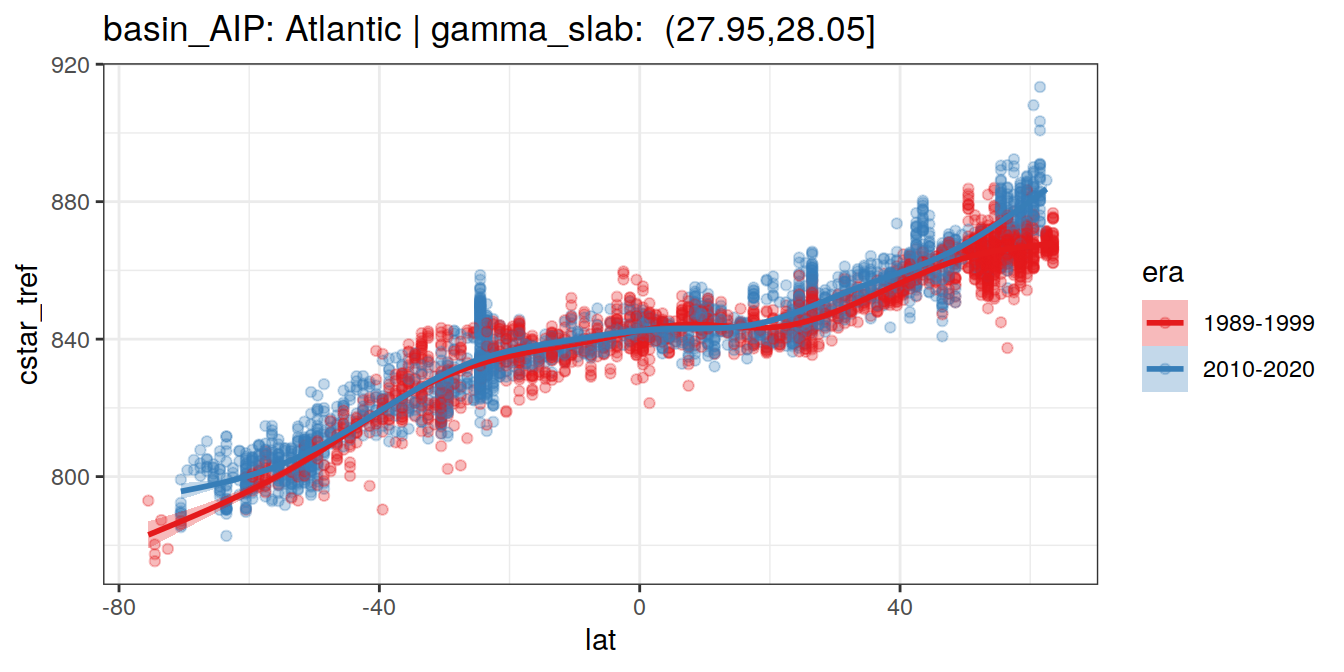 basin_AIP: Atlantic | gamma_slab:  (27.95,28.05]
920
880
840
800
cstar_tref
-80
-40
0
40
lat
era
1989-1999
2010-2020